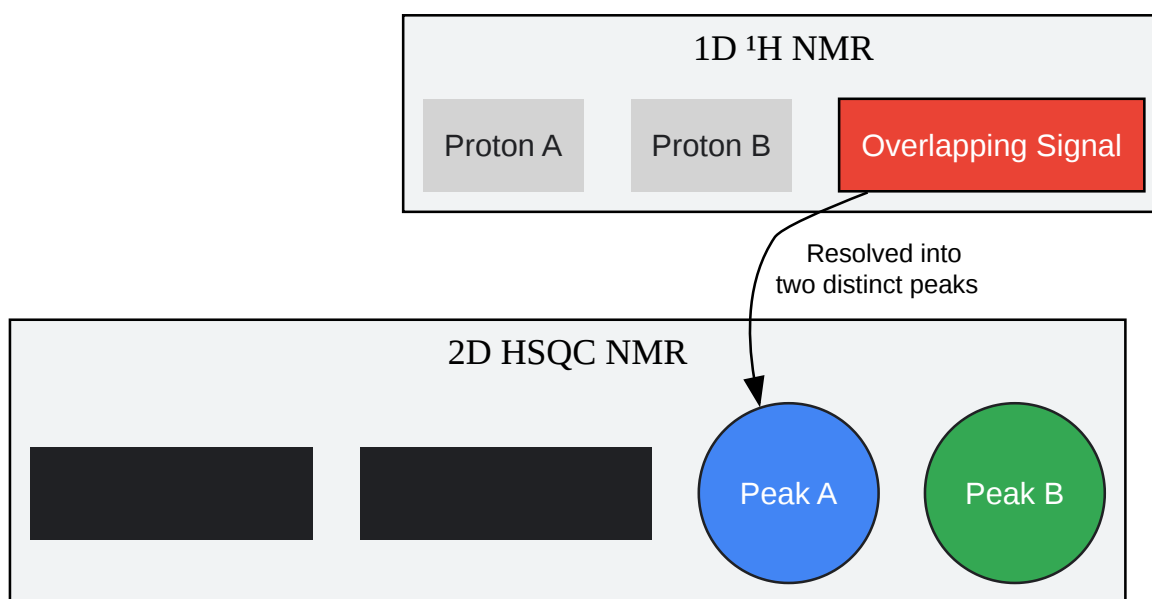 1D ¹H NMR
Proton A
Proton B
Overlapping Signal
Resolved into
two distinct peaks
2D HSQC NMR
Peak A
Peak B